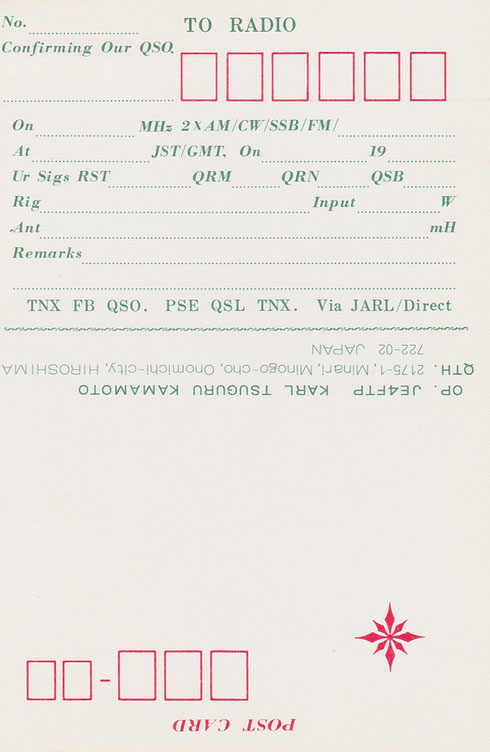 No.
TO RADIO
Confirming Our QSO.
On MHz 2×AM/CW/SSB/FM/
At JST/GMT, On 19
Ur Sigs RST QRM QRN QSB
Rig Input W
Ant mH
Remarks
TNX FB QSO. PSE QSL TNX. Via JARL/Direct
POST CARD
OP. JE4FTP KARL TSUGURU KAMAMOTO
QTH. 2175-1, Minari, Minogo-cho, Onomichi-city, HIROSHIMA
722-02 JAPAN